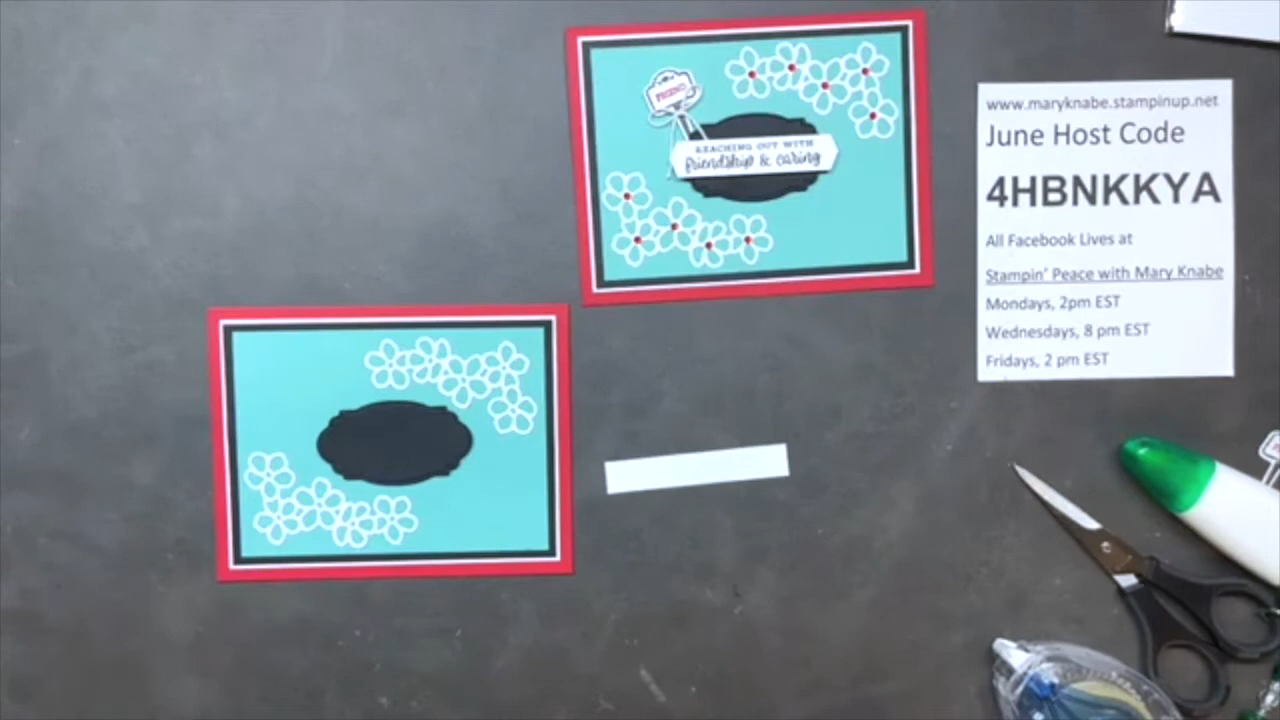 FRIEND
REACHING OUT WITH
friendship & caring
www.maryknabe.stampinup.net
June Host Code
4HBNKKYA
All Facebook Lives at
Stampin' Peace with Mary Knabe
Mondays, 2pm EST
Wednesdays, 8 pm EST
Fridays, 2 pm EST